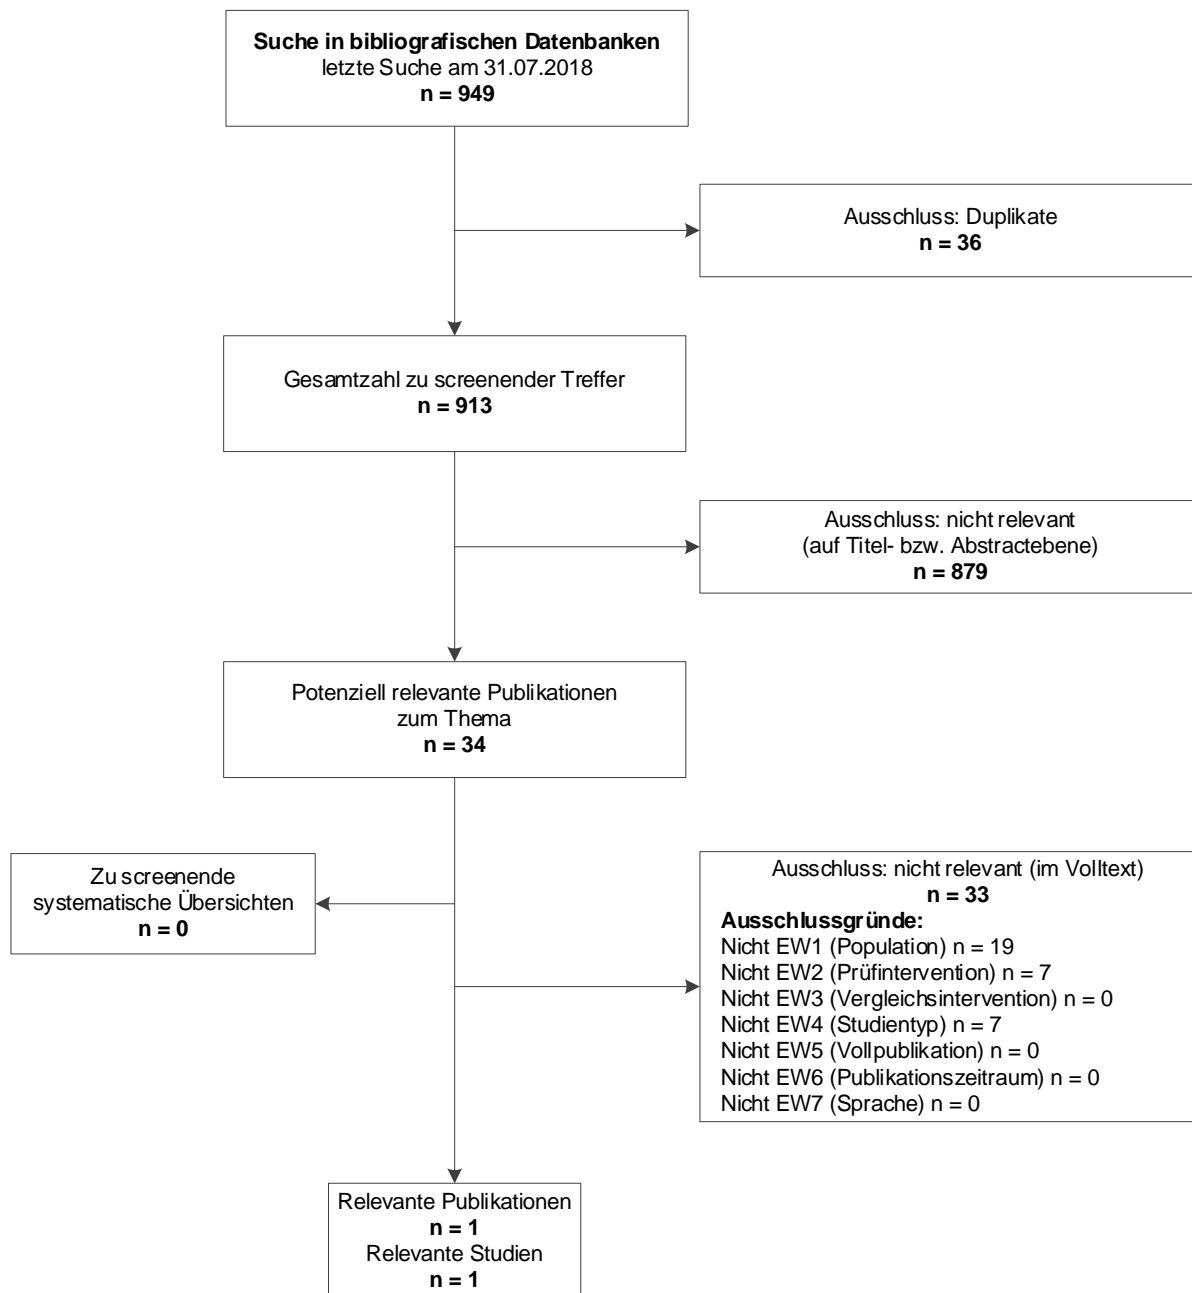 Suche in bibliografischen Datenbanken
letzte Suche am 31.07.2018
n = 949
Ausschluss: Duplikate
n = 36
Gesamtzahl zu screenender Treffer
n = 913
Ausschluss: nicht relevant
(auf Titel- bzw. Abstractebene)
n = 879
Potenziell relevante Publikationen
zum Thema
n = 34
Zu screenende
systematische Übersichten
n = 0
Ausschluss: nicht relevant (im Volltext)
n = 33
Ausschlussgründe:
Nicht EW1 (Population) n = 19
Nicht EW2 (Prüfintervention) n = 7
Nicht EW3 (Vergleichsintervention) n = 0
Nicht EW4 (Studientyp) n = 7
Nicht EW5 (Vollpublikation) n = 0
Nicht EW6 (Publikationszeitraum) n = 0
Nicht EW7 (Sprache) n = 0
Relevante Publikationen
n = 1
Relevante Studien
n = 1